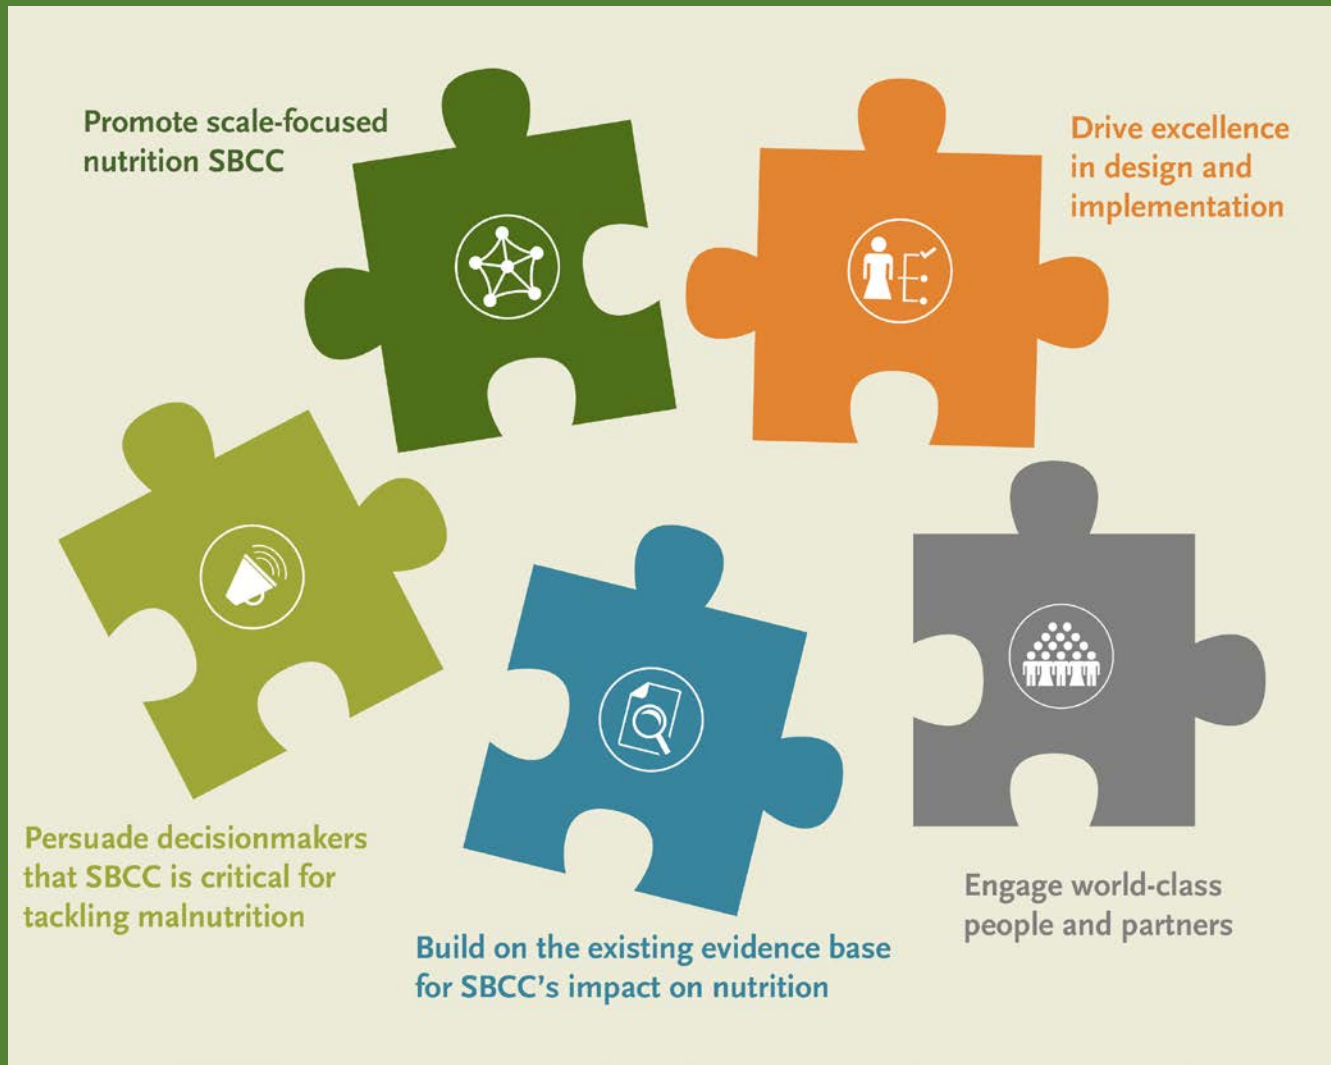 Promote scale-focused
nutrition SBCC
Drive excellence
in design and
implementation
Persuade decisionmakers
that SBCC is critical for
tackling malnutrition
Build on the existing evidence base
for SBCC’s impact on nutrition
Engage world-class
people and partners